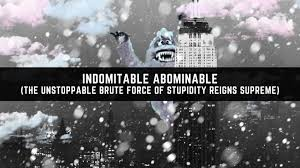 INDOMITABLE ABOMINABLE
(THE UNSTOPPABLE BRUTE FORCE OF STUPIDITY REIGNS SUPREME)